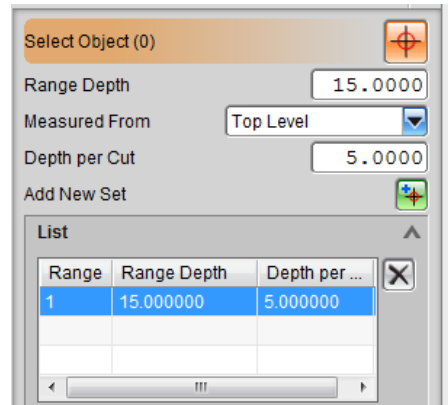 Select Object (0)
Range Depth 15.0000
Measured From Top Level
Depth per Cut 5.0000
Add New Set
List
Range Range Depth Depth per ...
1 15.000000 5.000000